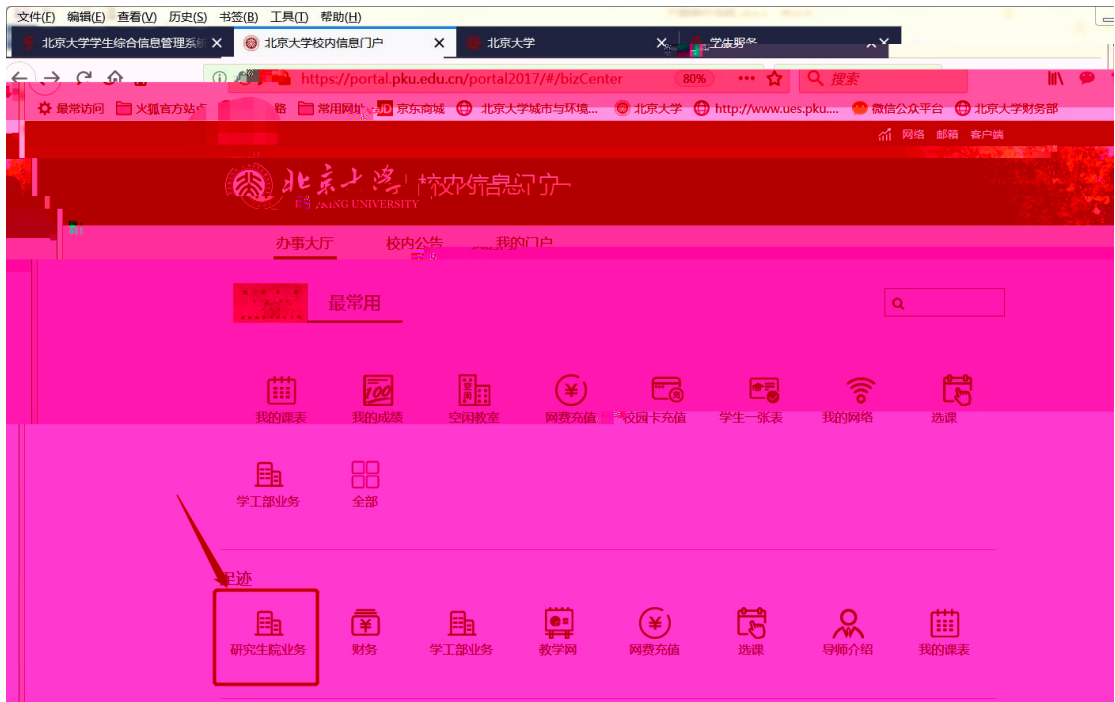 文件(F) 编辑(E) 查看(V) 历史(S) 书签(B) 工具(T) 帮助(H)
北京大学学生综合信息管理系统 × 北京大学校内信息门户 × 北京大学 ×
https://portal.pku.edu.cn/portal2017/#/bizCenter 80% 搜索
最常访问 火狐官方站点 常用网址 JD 京东商城 北京大学城市与环境... 北京大学 http://www.ues.pku.... 微信公众平台 北京大学财务部
网络 邮箱 客户端
北京大学 校内信息门户
UNIVERSITY
办事大厅 校内公告 我的门户
最常用
我的课表 我的成绩 空闲教室 网费充值 校园卡充值 学生一张表 我的网络 选课
学工部业务 全部
足迹
研究生院业务 财务 学工部业务 教学网 网费充值 选课 导师介绍 我的课表